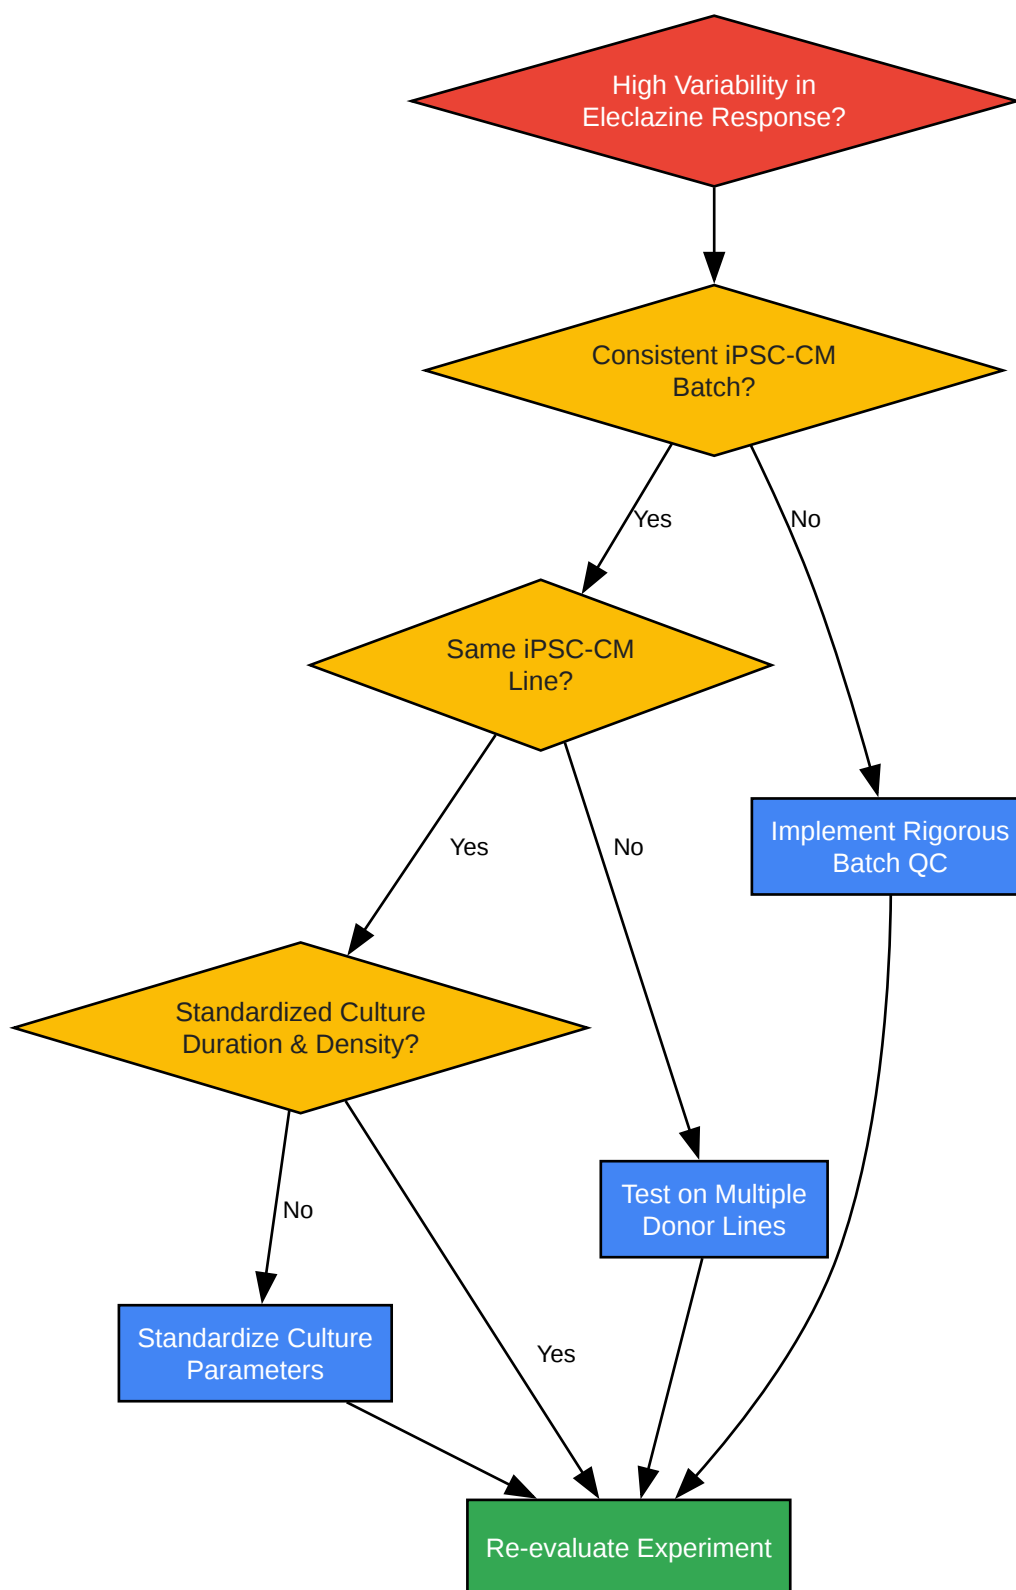 High Variability in
Eleclazine Response?
Consistent iPSC-CM
Batch?
Yes
No
Same iPSC-CM
Line?
Implement Rigorous
Batch QC
Yes
No
Standardized Culture
Duration & Density?
Test on Multiple
Donor Lines
No
Standardize Culture
Parameters
Yes
Re-evaluate Experiment